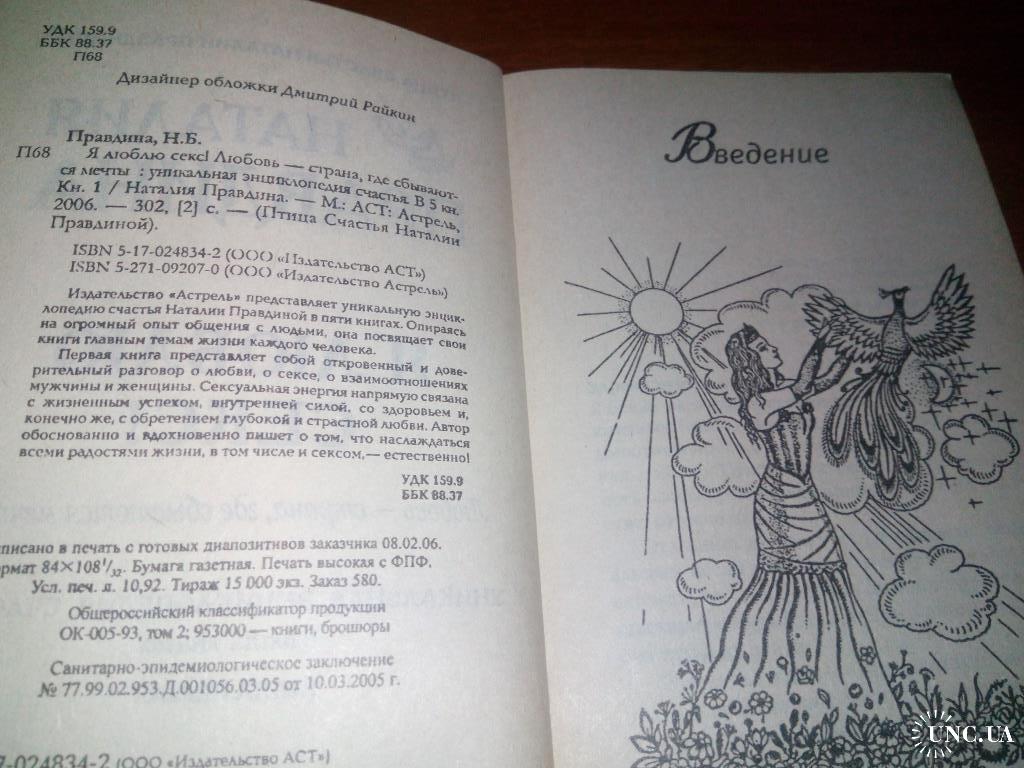 УДК 159.9
ББК 88.37
П68
Дизайнер обложки Дмитрий Райкин
Правдина, Н.Б.
П68 Я люблю секс! Любовь — страна, где сбывают-
ся мечты : уникальная энциклопедия счастья. В 5 кн.
Кн. 1 / Наталия Правдина. — М.: АСТ: Астрель,
2006. — 302, [2] с. — (Птица Счастья Наталии
Правдиной).
ISBN 5-17-024834-2 (ООО «Издательство АСТ»)
ISBN 5-271-09207-0 (ООО «Издательство Астрель»)
Издательство «Астрель» представляет уникальную энцик-
лопедию счастья Наталии Правдиной в пяти книгах. Опираясь
на огромный опыт общения с людьми, она посвящает свои
книги главным темам жизни каждого человека.
Первая книга представляет собой откровенный и дове-
рительный разговор о любви, о сексе, о взаимоотношениях
мужчины и женщины. Сексуальная энергия напрямую связана
с жизненным успехом, внутренней силой, со здоровьем и,
конечно же, с обретением глубокой и страстной любви. Автор
обоснованно и вдохновенно пишет о том, что наслаждаться
всеми радостями жизни, в том числе и сексом,— естественно!
УДК 159.9
ББК 88.37
писано в печать с готовых диапозитивов заказчика 08.02.06.
рмат 84×108 1/32. Бумага газетная. Печать высокая с ФПФ.
Усл. печ. л. 10,92. Тираж 15 000 экз. Заказ 580.
Общероссийский классификатор продукции
ОК-005-93, том 2; 953000 — книги, брошюры
Санитарно-эпидемиологическое заключение
№ 77.99.02.953.Д.001056.03.05 от 10.03.2005 г.
7-024834-2 (ООО «Издательство АСТ»)
Введение
UNC.UA